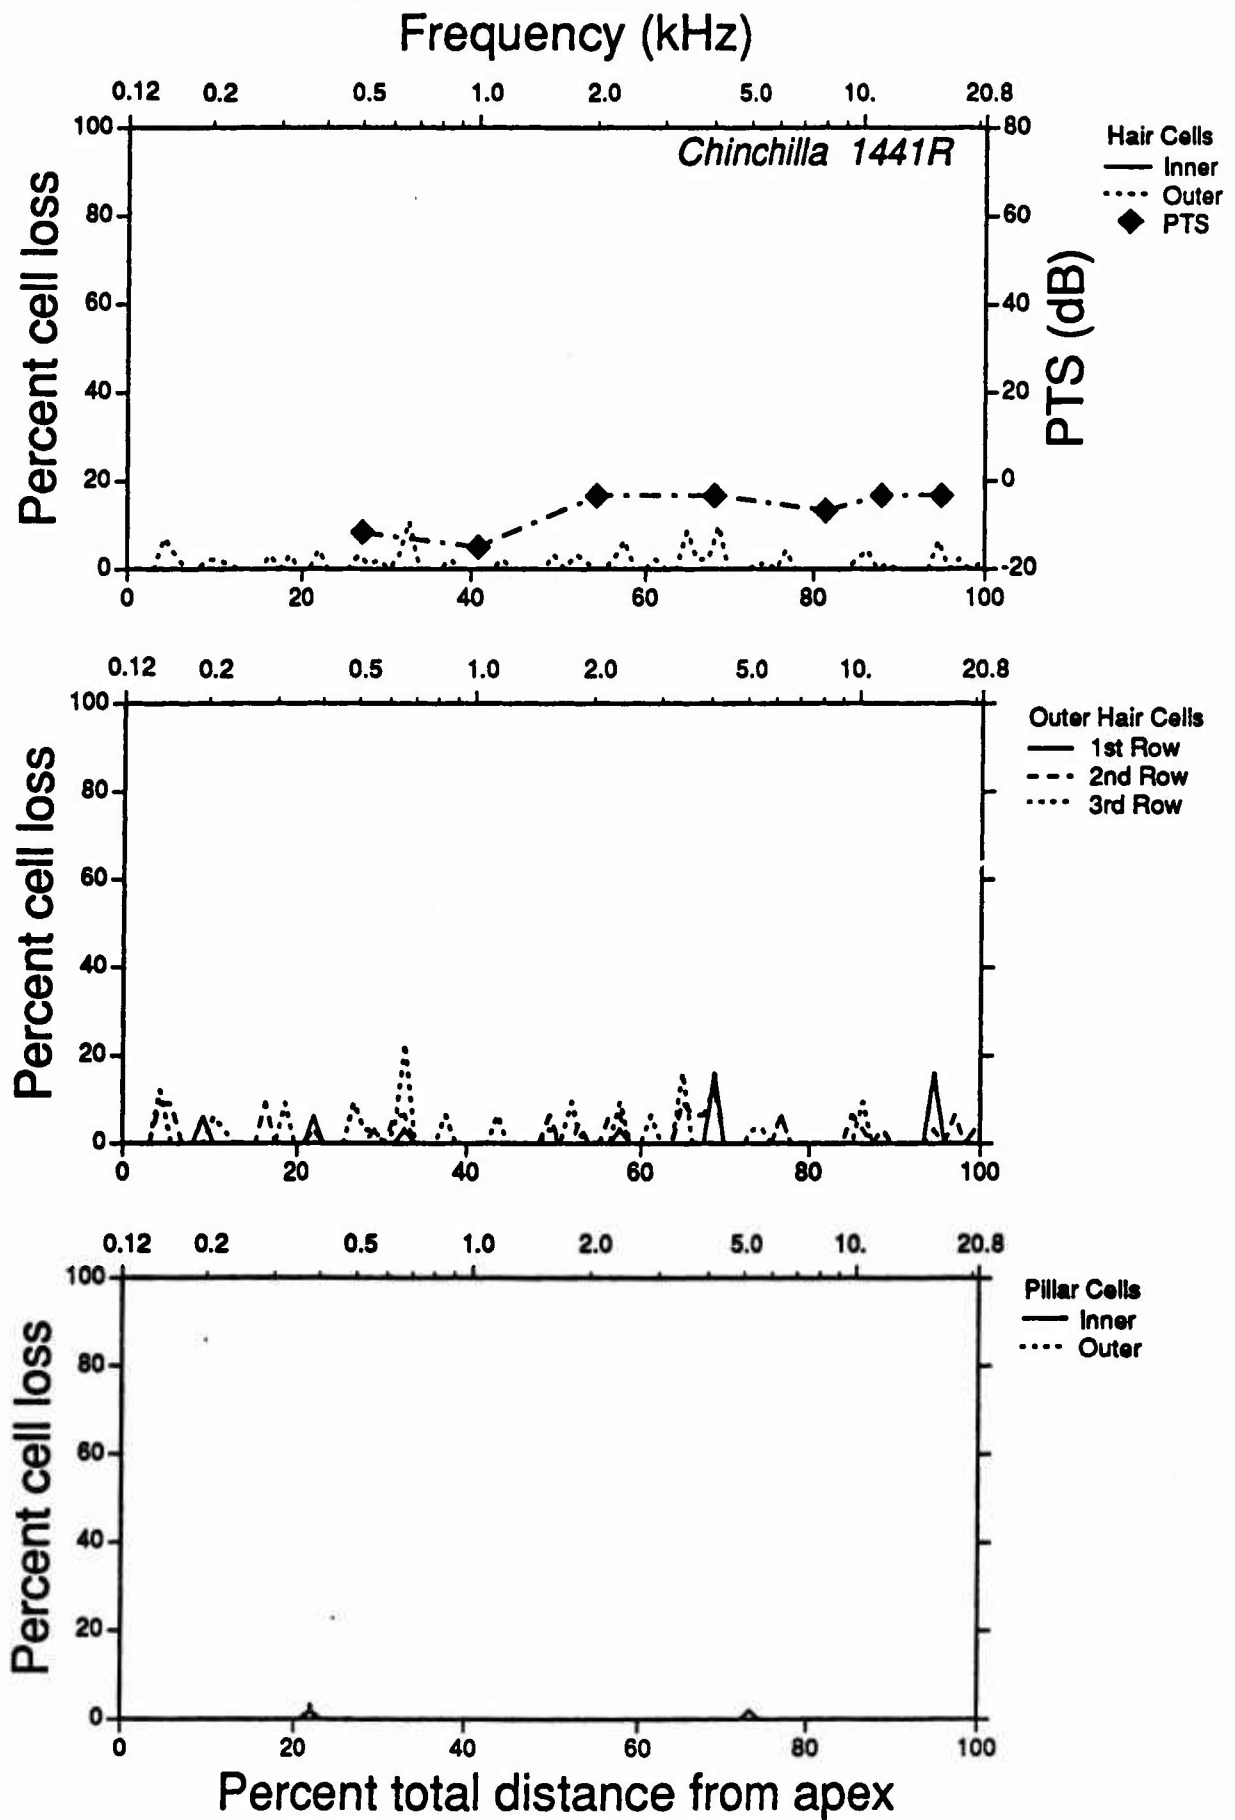 Frequency (kHz)
0.12 0.2 0.5 1.0 2.0 5.0 10. 20.8
Chinchilla 1441R
Percent cell loss
100
80
60
40
20
0
80
60
40
20
0
-20
PTS (dB)
0 20 40 60 80 100
Hair Cells
Inner
Outer
PTS
0.12 0.2 0.5 1.0 2.0 5.0 10. 20.8
Percent cell loss
100
80
60
40
20
0
0 20 40 60 80 100
Outer Hair Cells
1st Row
2nd Row
3rd Row
0.12 0.2 0.5 1.0 2.0 5.0 10. 20.8
Percent cell loss
100
80
60
40
20
0
0 20 40 60 80 100
Pillar Cells
Inner
Outer
Percent total distance from apex